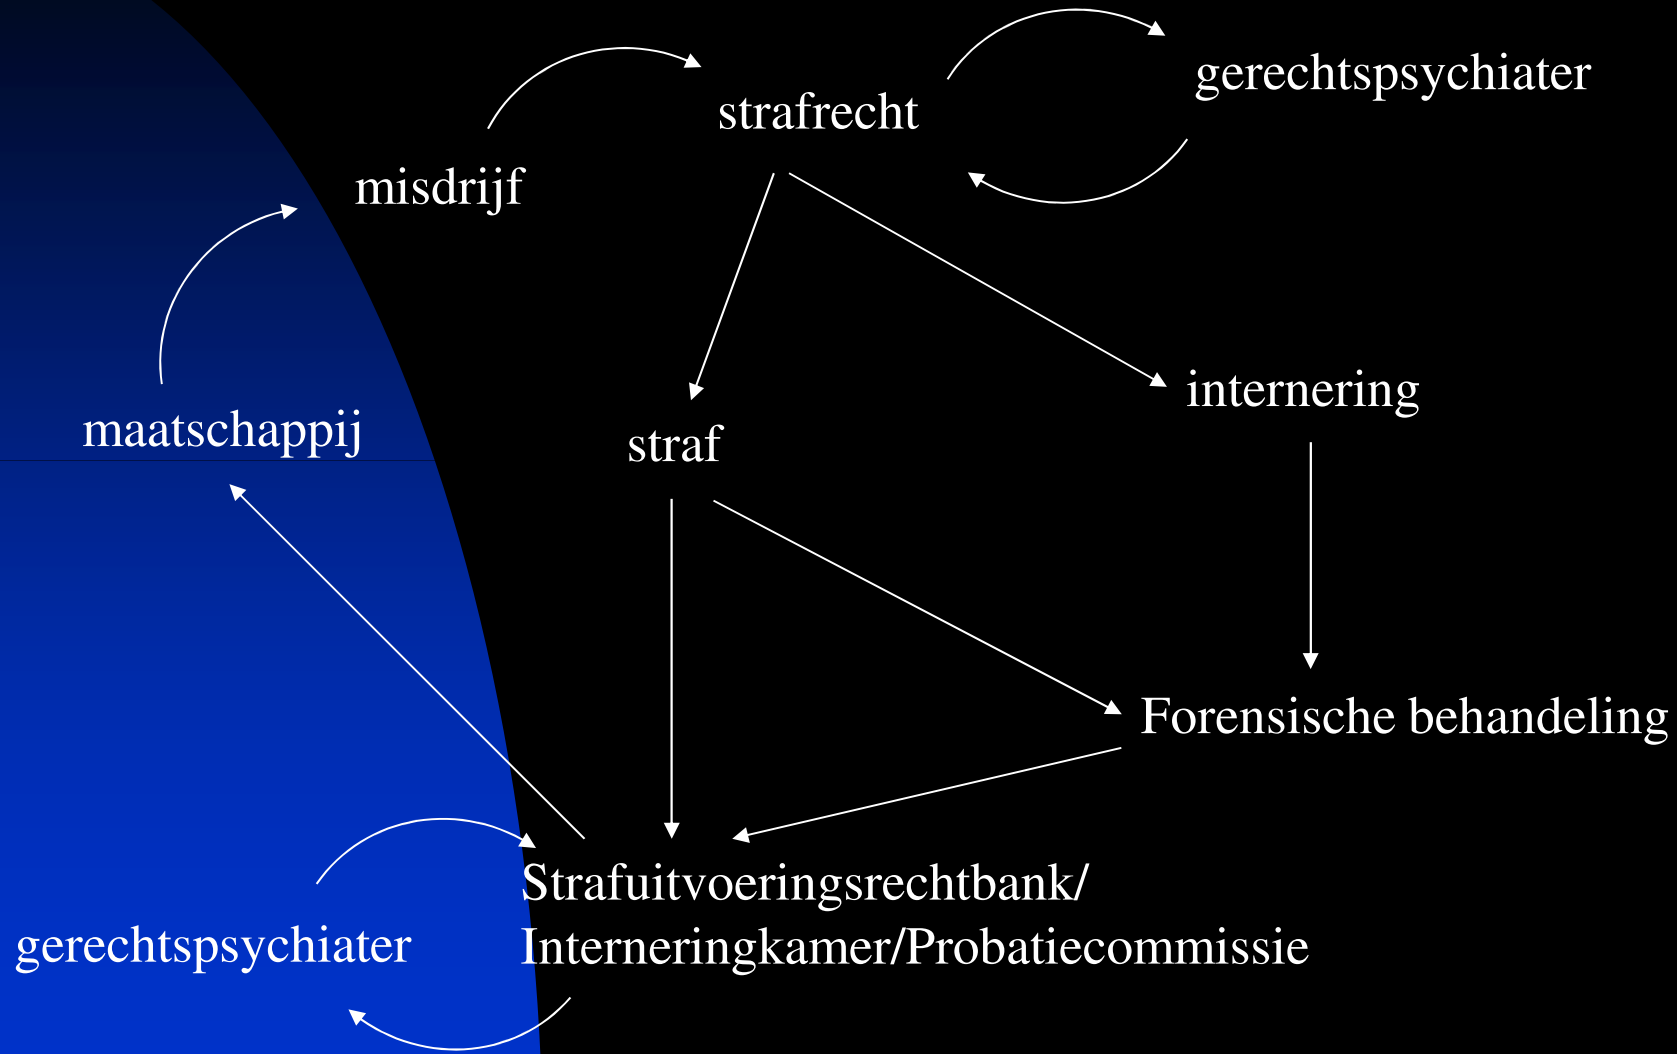 gerechtspsychiater
strafrecht
misdrijf
internering
maatschappij
straf
Forensische behandeling
Strafuitvoeringsrechtbank/
Interneringkamer/Probatiecommissie
gerechtspsychiater